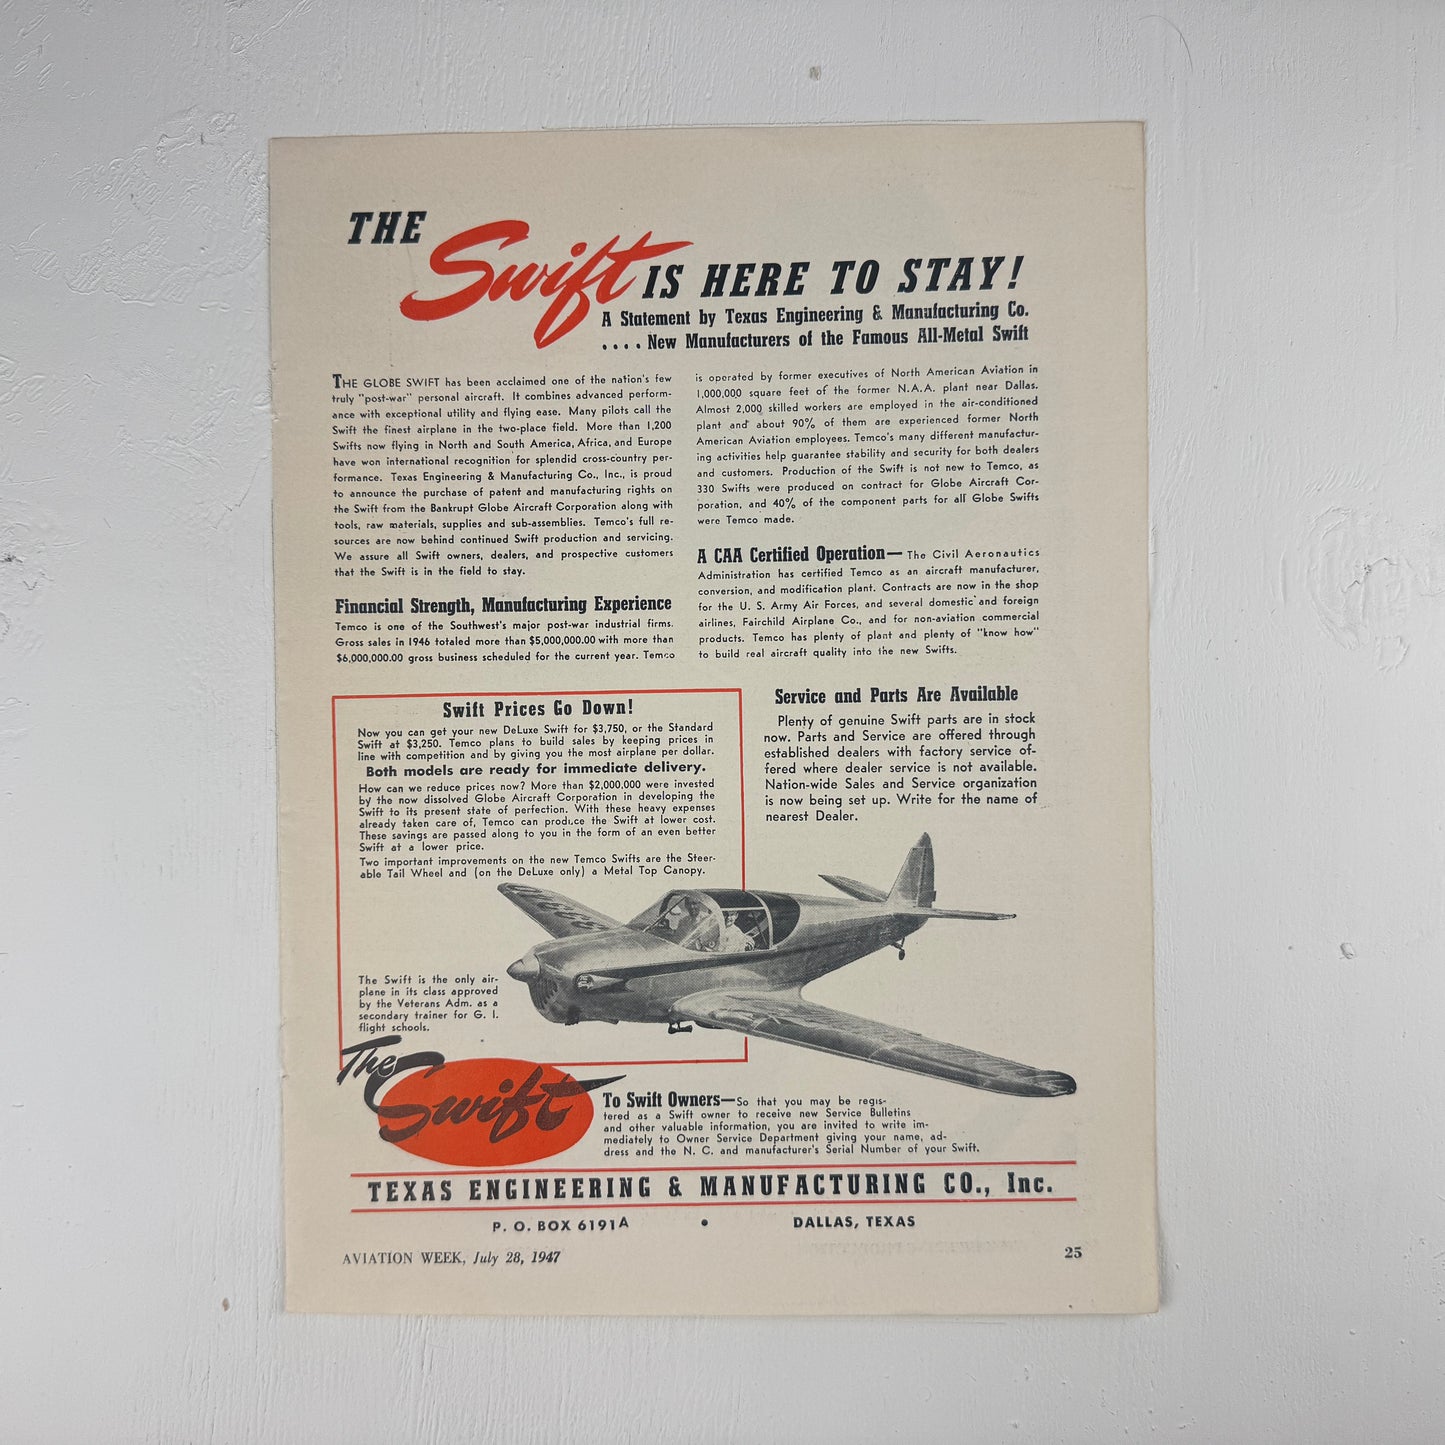 THE
Swift IS HERE TO STAY!
A Statement by Texas Engineering & Manufacturing Co.
. . . . New Manufacturers of the Famous All-Metal Swift
THE GLOBE SWIFT has been acclaimed one of the nation's few
truly "post-war" personal aircraft. It combines advanced perform-
ance with exceptional utility and flying ease. Many pilots call the
Swift the finest airplane in the two-place field. More than 1,200
Swifts now flying in North and South America, Africa, and Europe
have won international recognition for splendid cross-country per-
formance. Texas Engineering & Manufacturing Co., Inc., is proud
to announce the purchase of patent and manufacturing rights on
the Swift from the Bankrupt Globe Aircraft Corporation along with
tools, raw materials, supplies and sub-assemblies. Temco's full re-
sources are now behind continued Swift production and servicing.
We assure all Swift owners, dealers, and prospective customers
that the Swift is in the field to stay.
Financial Strength, Manufacturing Experience
Temco is one of the Southwest's major post-war industrial firms.
Gross sales in 1946 totaled more than $5,000,000.00 with more than
$6,000,000.00 gross business scheduled for the current year. Temco
is operated by former executives of North American Aviation in
1,000,000 square feet of the former N.A.A. plant near Dallas.
Almost 2,000 skilled workers are employed in the air-conditioned
plant and about 90% of them are experienced former North
American Aviation employees. Temco's many different manufactur-
ing activities help guarantee stability and security for both dealers
and customers. Production of the Swift is not new to Temco, as
330 Swifts were produced on contract for Globe Aircraft Cor-
poration, and 40% of the component parts for all Globe Swifts
were Temco made.
A CAA Certified Operation—The Civil Aeronautics
Administration has certified Temco as an aircraft manufacturer,
conversion, and modification plant. Contracts are now in the shop
for the U. S. Army Air Forces, and several domestic and foreign
airlines, Fairchild Airplane Co., and for non-aviation commercial
products. Temco has plenty of plant and plenty of "know how"
to build real aircraft quality into the new Swifts.
Swift Prices Go Down!
Now you can get your new DeLuxe Swift for $3,750, or the Standard
Swift at $3,250. Temco plans to build sales by keeping prices in
line with competition and by giving you the most airplane per dollar.
Both models are ready for immediate delivery.
How can we reduce prices now? More than $2,000,000 were invested
by the now dissolved Globe Aircraft Corporation in developing the
Swift to its present state of perfection. With these heavy expenses
already taken care of, Temco can produce the Swift at lower cost.
These savings are passed along to you in the form of an even better
Swift at a lower price.
Two important improvements on the new Temco Swifts are the Steer-
able Tail Wheel and (on the DeLuxe only) a Metal Top Canopy.
The Swift is the only air-
plane in its class approved
by the Veterans Adm. as a
secondary trainer for G. I.
flight schools.
Service and Parts Are Available
Plenty of genuine Swift parts are in stock
now. Parts and Service are offered through
established dealers with factory service of-
fered where dealer service is not available.
Nation-wide Sales and Service organization
is now being set up. Write for the name of
nearest Dealer.
The
Swift
To Swift Owners—So that you may be regis-
tered as a Swift owner to receive new Service Bulletins
and other valuable information, you are invited to write im-
mediately to Owner Service Department giving your name, ad-
dress and the N. C. and manufacturer's Serial Number of your Swift.
TEXAS ENGINEERING & MANUFACTURING CO., Inc.
P. O. BOX 6191A • DALLAS, TEXAS
AVIATION WEEK, July 28, 1947 25